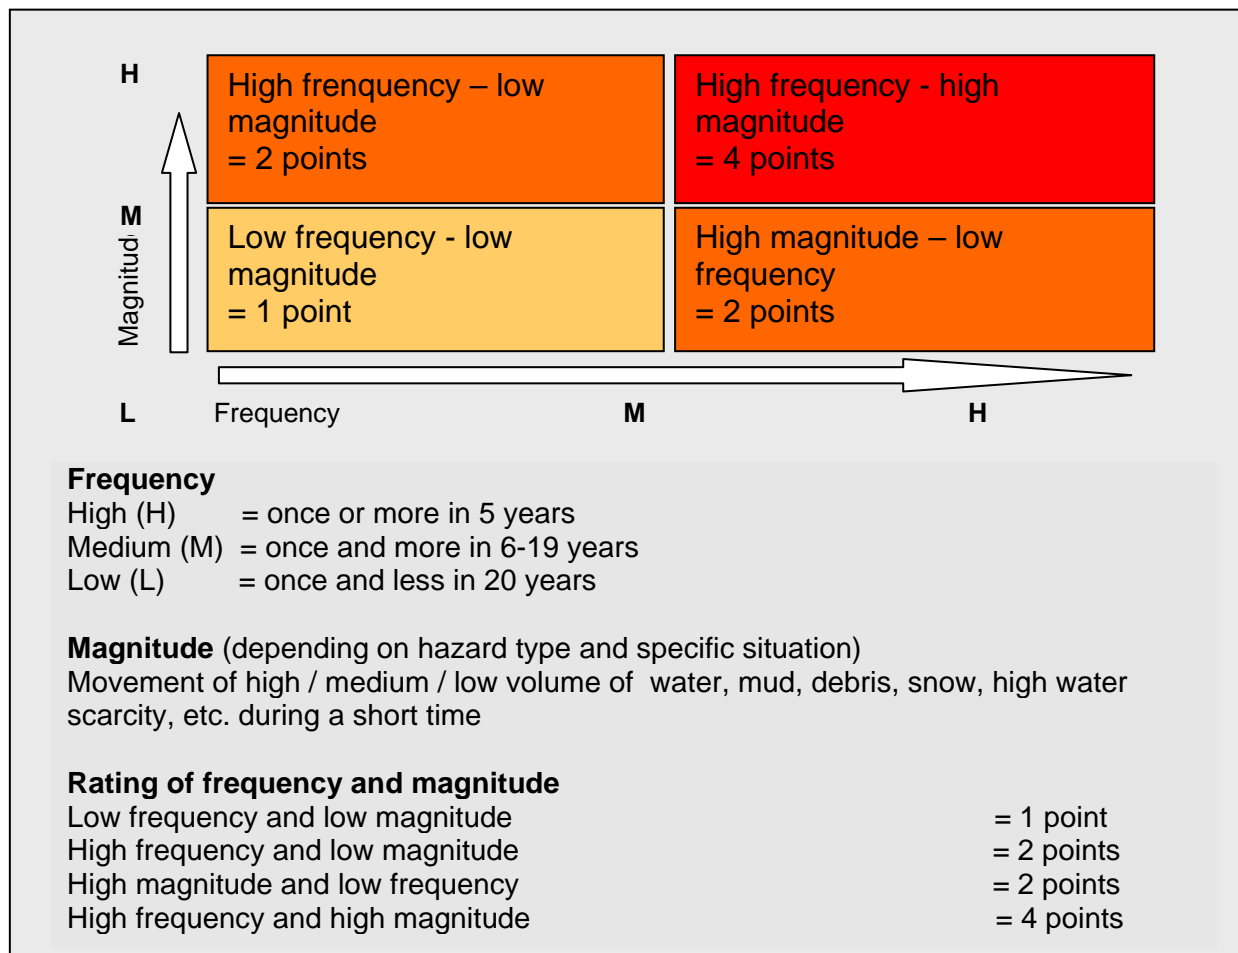 H
High frenquency – low
magnitude
= 2 points
High frequency - high
magnitude
= 4 points
M
Magnitud
Low frequency - low
magnitude
= 1 point
High magnitude – low
frequency
= 2 points
L Frequency M H
Frequency
High (H) = once or more in 5 years
Medium (M) = once and more in 6-19 years
Low (L) = once and less in 20 years
Magnitude (depending on hazard type and specific situation)
Movement of high / medium / low volume of water, mud, debris, snow, high water
scarcity, etc. during a short time
Rating of frequency and magnitude
Low frequency and low magnitude = 1 point
High frequency and low magnitude = 2 points
High magnitude and low frequency = 2 points
High frequency and high magnitude = 4 points